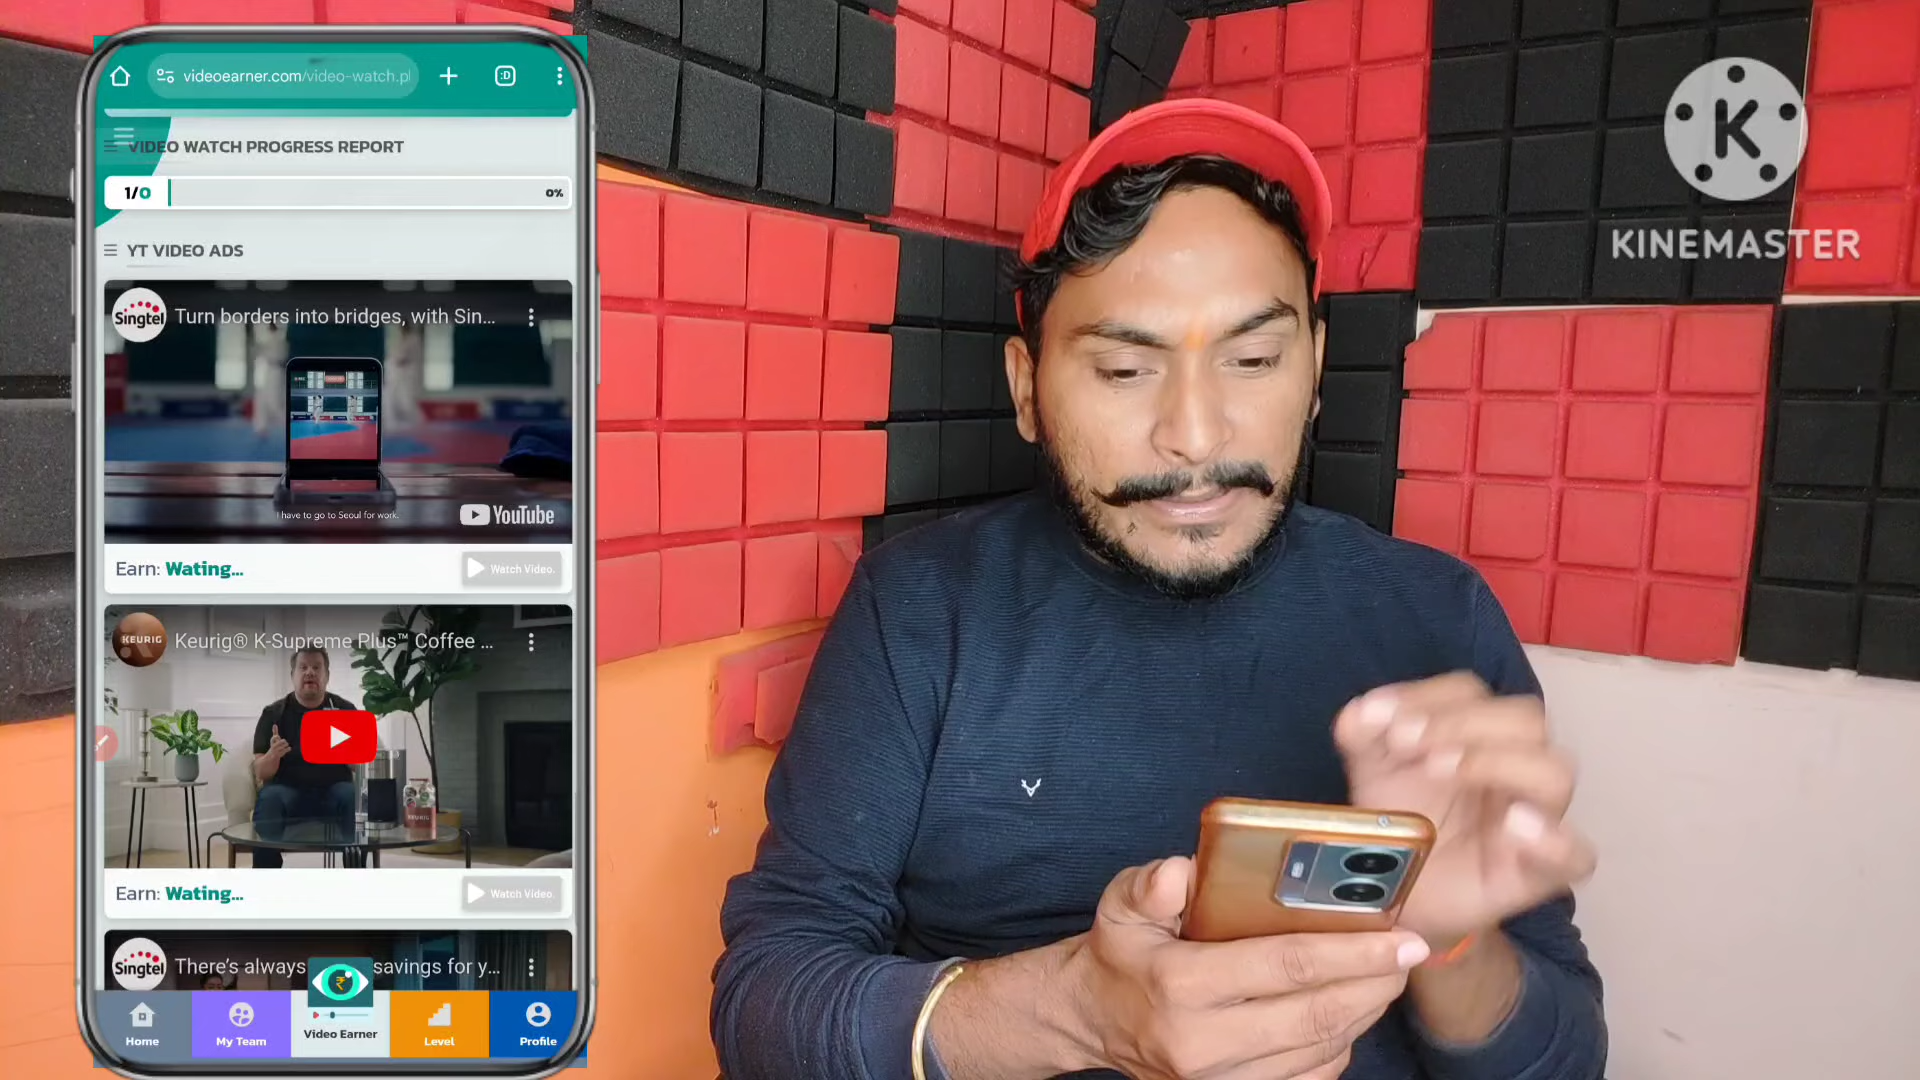 videoearner.com/video-watch.pl
:D
VIDEO WATCH PROGRESS REPORT
1/0
0%
YT VIDEO ADS
Singtel
Turn borders into bridges, with Sin...
I have to go to Seoul for work.
YouTube
Earn: Wating...
Watch Video.
KEURIG
Keurig® K-Supreme Plus™ Coffee ...
KEURIG
Earn: Wating...
Watch Video.
Singtel
There's always
savings for y...
₹
Home
My Team
Video Earner
Level
Profile
K
KINEMASTER